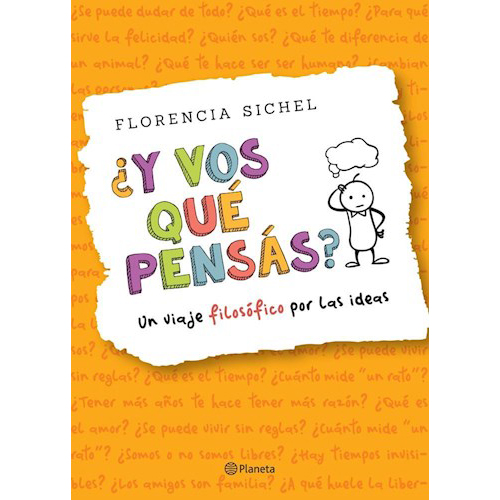 ¿Se puede dudar de todo? ¿Qué es el tiempo? ¿Para qué
sirve la felicidad? ¿Quién sos? ¿Qué te diferencia de
un animal? ¿Qué te hace ser ser humano? ¿Cambian
FLORENCIA SICHEL
¿Y VOS
QUÉ
PENSÁS?
Un viaje filosófico por las ideas
¿Se puede vivir
sin reglas? ¿Qué es el tiempo? ¿Cuánto mide "un rato"?
¿Tener más años te hace tener más razón? ¿Qué es
el amor? ¿Se puede vivir sin reglas? ¿Cuánto mide "un
rato"? ¿Somos o no somos libres? ¿Hay tiempos invisi-
bles? ¿Los amigos son familia? ¿A qué huele la liber-
Planeta